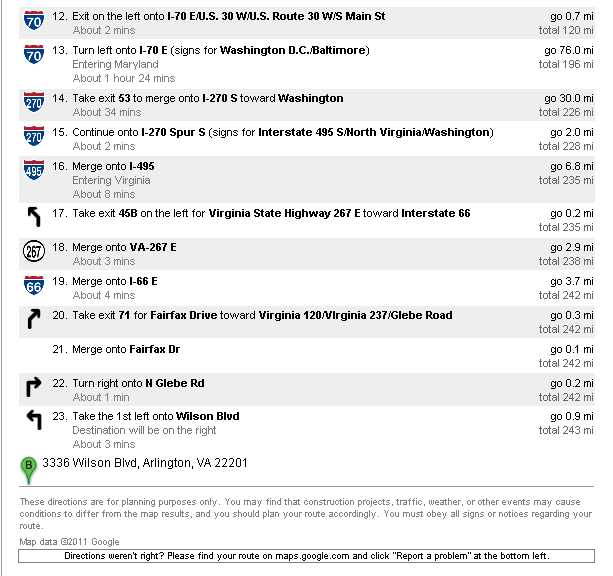 70 12. Exit on the left onto I-70 E/U.S. 30 W/U.S. Route 30 W/S Main St go 0.7 mi
About 2 mins total 120 mi
70 13. Turn left onto I-70 E (signs for Washington D.C./Baltimore) go 76.0 mi
Entering Maryland total 196 mi
About 1 hour 24 mins
270 14. Take exit 53 to merge onto I-270 S toward Washington go 30.0 mi
About 34 mins total 226 mi
270 15. Continue onto I-270 Spur S (signs for Interstate 495 S/North Virginia/Washington) go 2.0 mi
About 2 mins total 228 mi
495 16. Merge onto I-495 go 6.8 mi
Entering Virginia total 235 mi
About 8 mins
17. Take exit 45B on the left for Virginia State Highway 267 E toward Interstate 66 go 0.2 mi
total 235 mi
267 18. Merge onto VA-267 E go 2.9 mi
About 3 mins total 238 mi
66 19. Merge onto I-66 E go 3.7 mi
About 4 mins total 242 mi
20. Take exit 71 for Fairfax Drive toward Virginia 120/VIrginia 237/Glebe Road go 0.3 mi
total 242 mi
21. Merge onto Fairfax Dr go 0.1 mi
total 242 mi
22. Turn right onto N Glebe Rd go 0.2 mi
About 1 min total 242 mi
23. Take the 1st left onto Wilson Blvd go 0.9 mi
Destination will be on the right total 243 mi
About 3 mins
B 3336 Wilson Blvd, Arlington, VA 22201
These directions are for planning purposes only. You may find that construction projects, traffic, weather, or other events may cause
conditions to differ from the map results, and you should plan your route accordingly. You must obey all signs or notices regarding your
route.
Map data ©2011 Google
Directions weren't right? Please find your route on maps.google.com and click "Report a problem" at the bottom left.